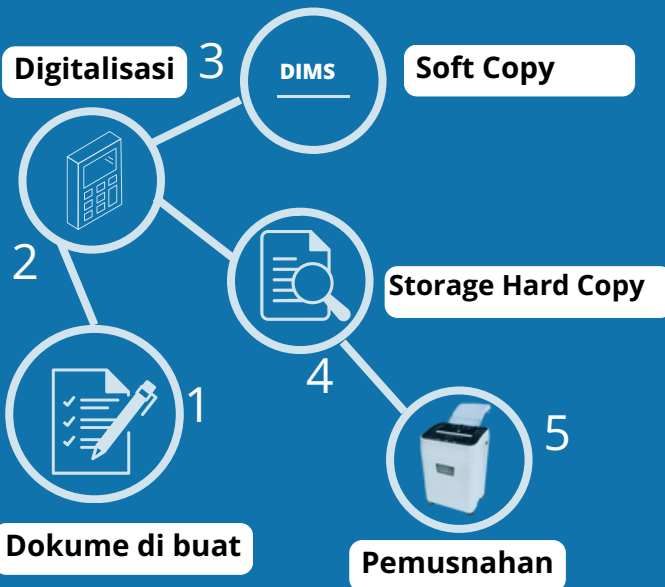 Digitalisasi
3
DIMS
Soft Copy
2
Storage Hard Copy
4
1
5
Dokume di buat
Pemusnahan